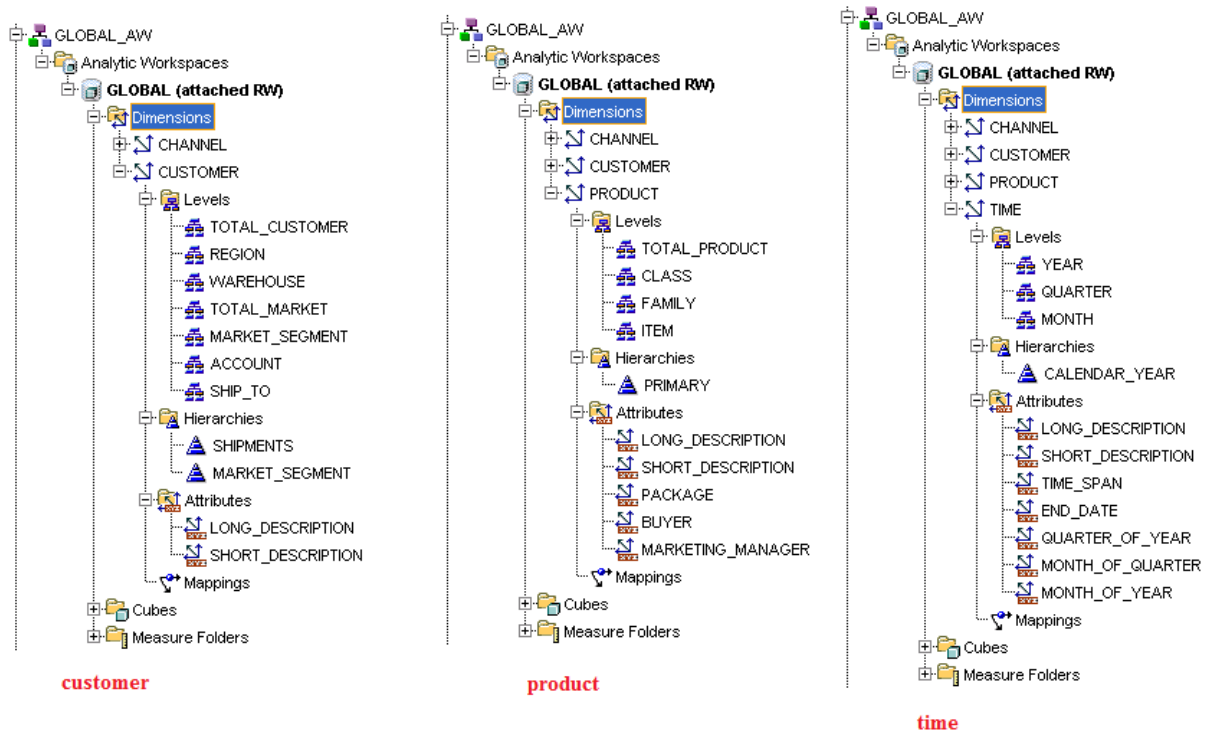 GLOBAL_AW
Analytic Workspaces
GLOBAL (attached RW)
Dimensions
CHANNEL
CUSTOMER
Levels
TOTAL_CUSTOMER
REGION
WAREHOUSE
TOTAL_MARKET
MARKET_SEGMENT
ACCOUNT
SHIP_TO
Hierarchies
SHIPMENTS
MARKET_SEGMENT
Attributes
LONG_DESCRIPTION
SHORT_DESCRIPTION
Mappings
Cubes
Measure Folders
customer
GLOBAL_AW
Analytic Workspaces
GLOBAL (attached RW)
Dimensions
CHANNEL
CUSTOMER
PRODUCT
Levels
TOTAL_PRODUCT
CLASS
FAMILY
ITEM
Hierarchies
PRIMARY
Attributes
LONG_DESCRIPTION
SHORT_DESCRIPTION
PACKAGE
BUYER
MARKETING_MANAGER
Mappings
Cubes
Measure Folders
product
GLOBAL_AW
Analytic Workspaces
GLOBAL (attached RW)
Dimensions
CHANNEL
CUSTOMER
PRODUCT
TIME
Levels
YEAR
QUARTER
MONTH
Hierarchies
CALENDAR_YEAR
Attributes
LONG_DESCRIPTION
SHORT_DESCRIPTION
TIME_SPAN
END_DATE
QUARTER_OF_YEAR
MONTH_OF_QUARTER
MONTH_OF_YEAR
Mappings
Cubes
Measure Folders
time